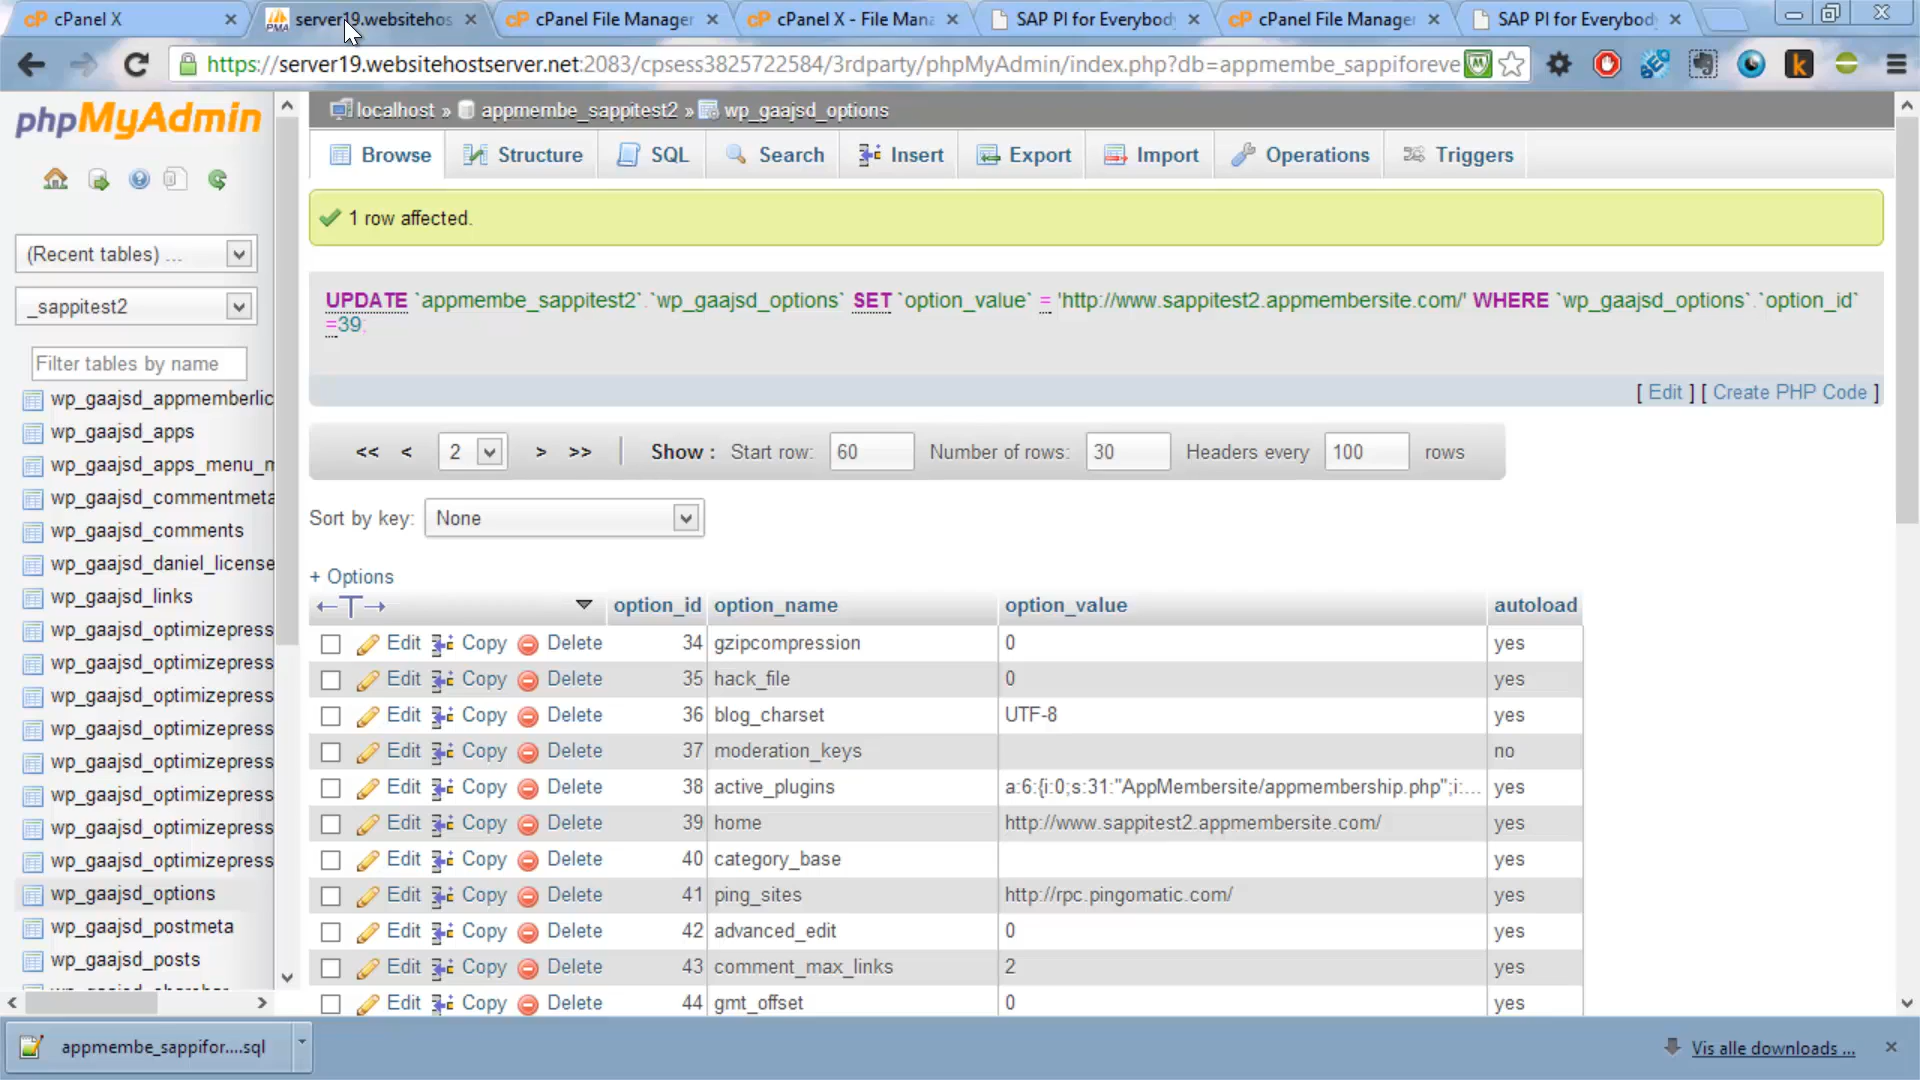 cPanel X
server19.websitehos
cPanel File Manager
cPanel X - File Mana
SAP PI for Everybody
cPanel File Manager
SAP PI for Everybody
https://server19.websitehostserver.net:2083/cpsess3825722584/3rdparty/phpMyAdmin/index.php?db=appmembe_sappiforeve
phpMyAdmin
(Recent tables) ...
_sappitest2
Filter tables by name
wp_gaajsd_appmemberlic
wp_gaajsd_apps
wp_gaajsd_apps_menu_m
wp_gaajsd_commentmeta
wp_gaajsd_comments
wp_gaajsd_daniel_license
wp_gaajsd_links
wp_gaajsd_optimizepress
wp_gaajsd_optimizepress
wp_gaajsd_optimizepress
wp_gaajsd_optimizepress
wp_gaajsd_optimizepress
wp_gaajsd_optimizepress
wp_gaajsd_optimizepress
wp_gaajsd_optimizepress
wp_gaajsd_options
wp_gaajsd_postmeta
wp_gaajsd_posts
localhost » appmembe_sappitest2 » wp_gaajsd_options
Browse Structure SQL Search Insert Export Import Operations Triggers
1 row affected.
UPDATE `appmembe_sappitest2`.`wp_gaajsd_options` SET `option_value` = 'http://www.sappitest2.appmembersite.com/' WHERE `wp_gaajsd_options`.`option_id`
=39;
[ Edit ] [ Create PHP Code ]
<< < 2 > >> Show : Start row: 60 Number of rows: 30 Headers every 100 rows
Sort by key: None
+ Options
←T→ option_id option_name option_value autoload
Edit Copy Delete 34 gzipcompression 0 yes
Edit Copy Delete 35 hack_file 0 yes
Edit Copy Delete 36 blog_charset UTF-8 yes
Edit Copy Delete 37 moderation_keys no
Edit Copy Delete 38 active_plugins a:6:{i:0;s:31:"AppMembersite/appmembership.php";i:... yes
Edit Copy Delete 39 home http://www.sappitest2.appmembersite.com/ yes
Edit Copy Delete 40 category_base yes
Edit Copy Delete 41 ping_sites http://rpc.pingomatic.com/ yes
Edit Copy Delete 42 advanced_edit 0 yes
Edit Copy Delete 43 comment_max_links 2 yes
Edit Copy Delete 44 gmt_offset 0 yes
appmembe_sappifor....sql
Vis alle downloads ...